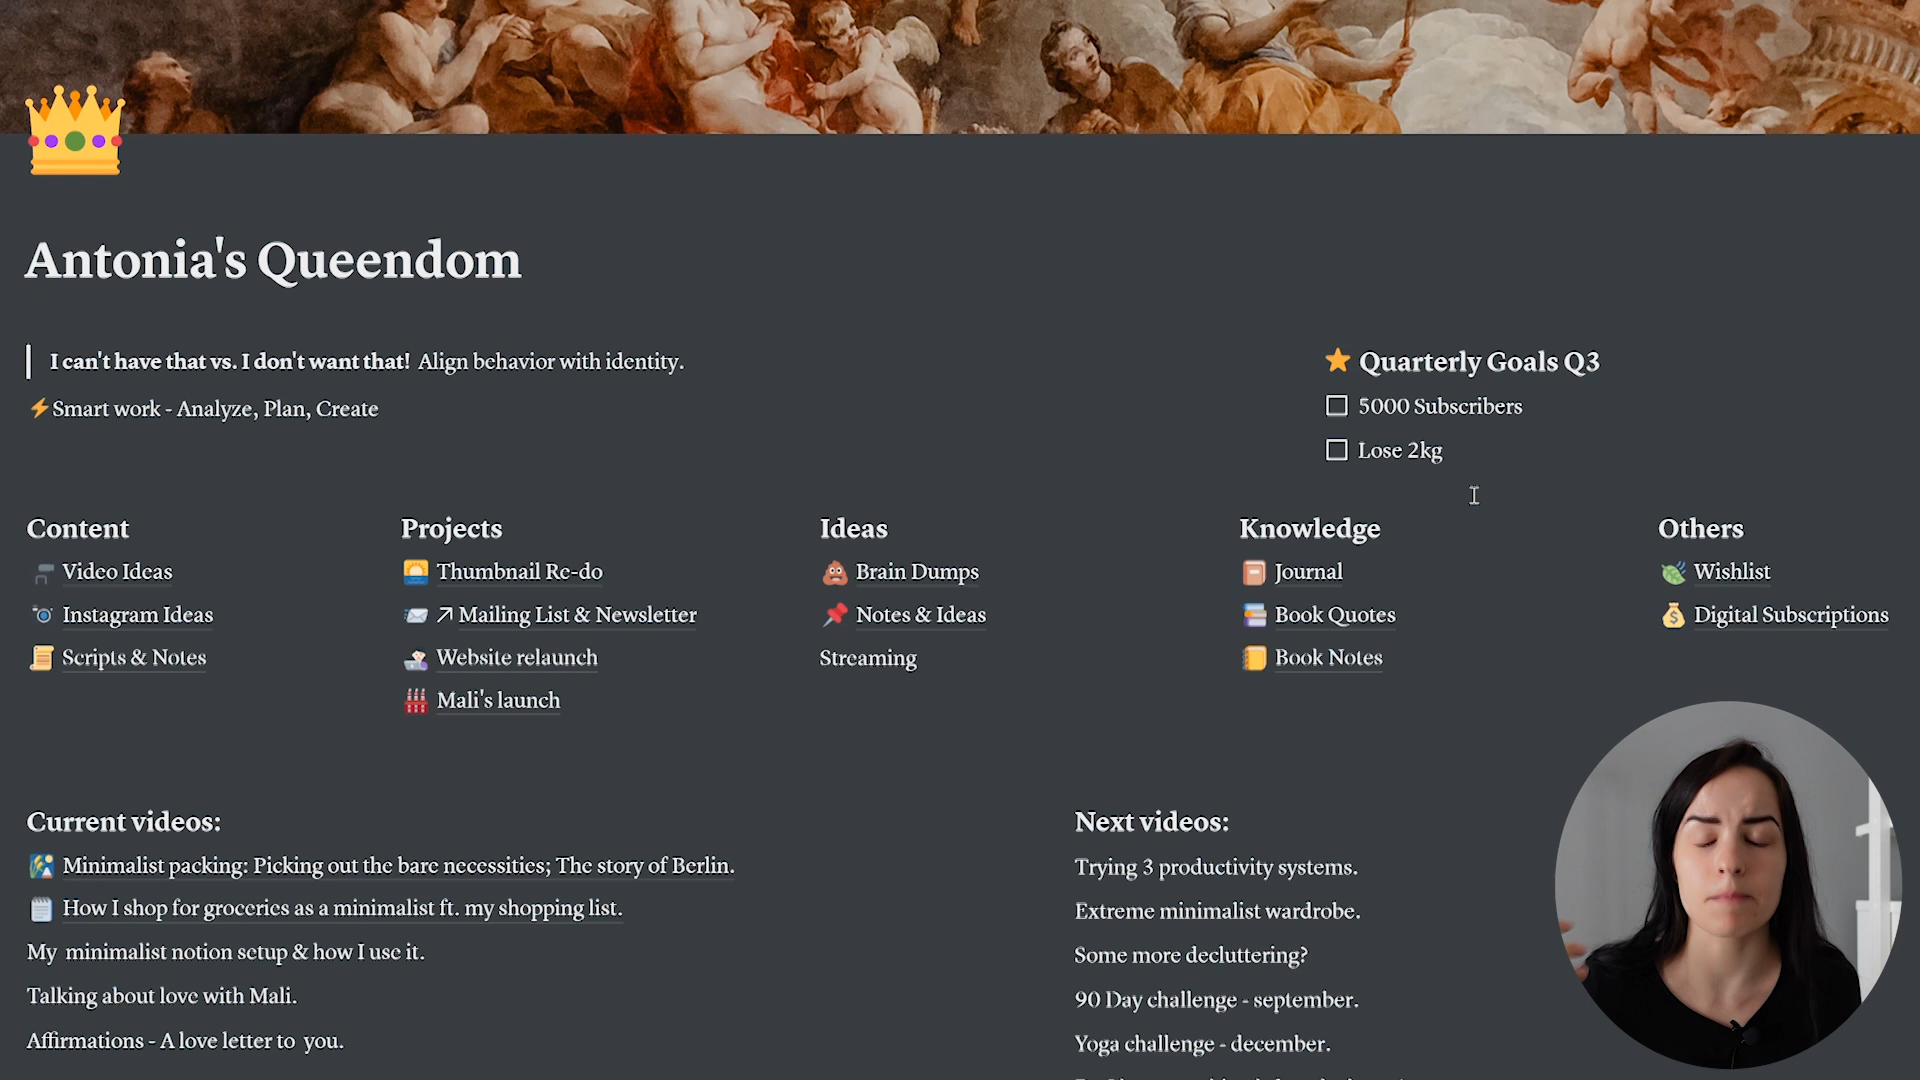 Antonia's Queendom
I can't have that vs. I don't want that! Align behavior with identity.
⚡Smart work - Analyze, Plan, Create
⭐ Quarterly Goals Q3
5000 Subscribers
Lose 2kg
Content
Video Ideas
Instagram Ideas
Scripts & Notes
Projects
Thumbnail Re-do
↗ Mailing List & Newsletter
Website relaunch
Mali's launch
Ideas
Brain Dumps
Notes & Ideas
Streaming
Knowledge
Journal
Book Quotes
Book Notes
Others
Wishlist
Digital Subscriptions
Current videos:
Minimalist packing: Picking out the bare necessities; The story of Berlin.
How I shop for groceries as a minimalist ft. my shopping list.
My minimalist notion setup & how I use it.
Talking about love with Mali.
Affirmations - A love letter to you.
Next videos:
Trying 3 productivity systems.
Extreme minimalist wardrobe.
Some more decluttering?
90 Day challenge - september.
Yoga challenge - december.